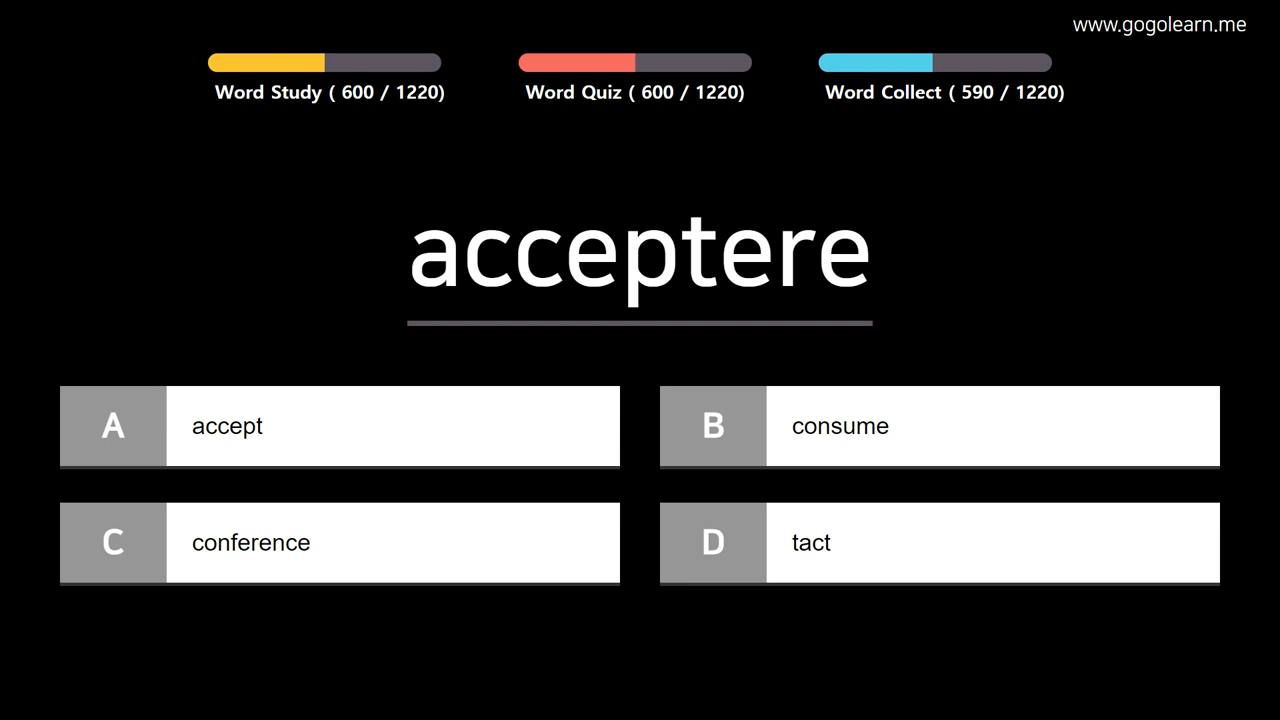 www.gogolearn.me
Word Study ( 600 / 1220)
Word Quiz ( 600 / 1220)
Word Collect ( 590 / 1220)
acceptere
A accept
B consume
C conference
D tact